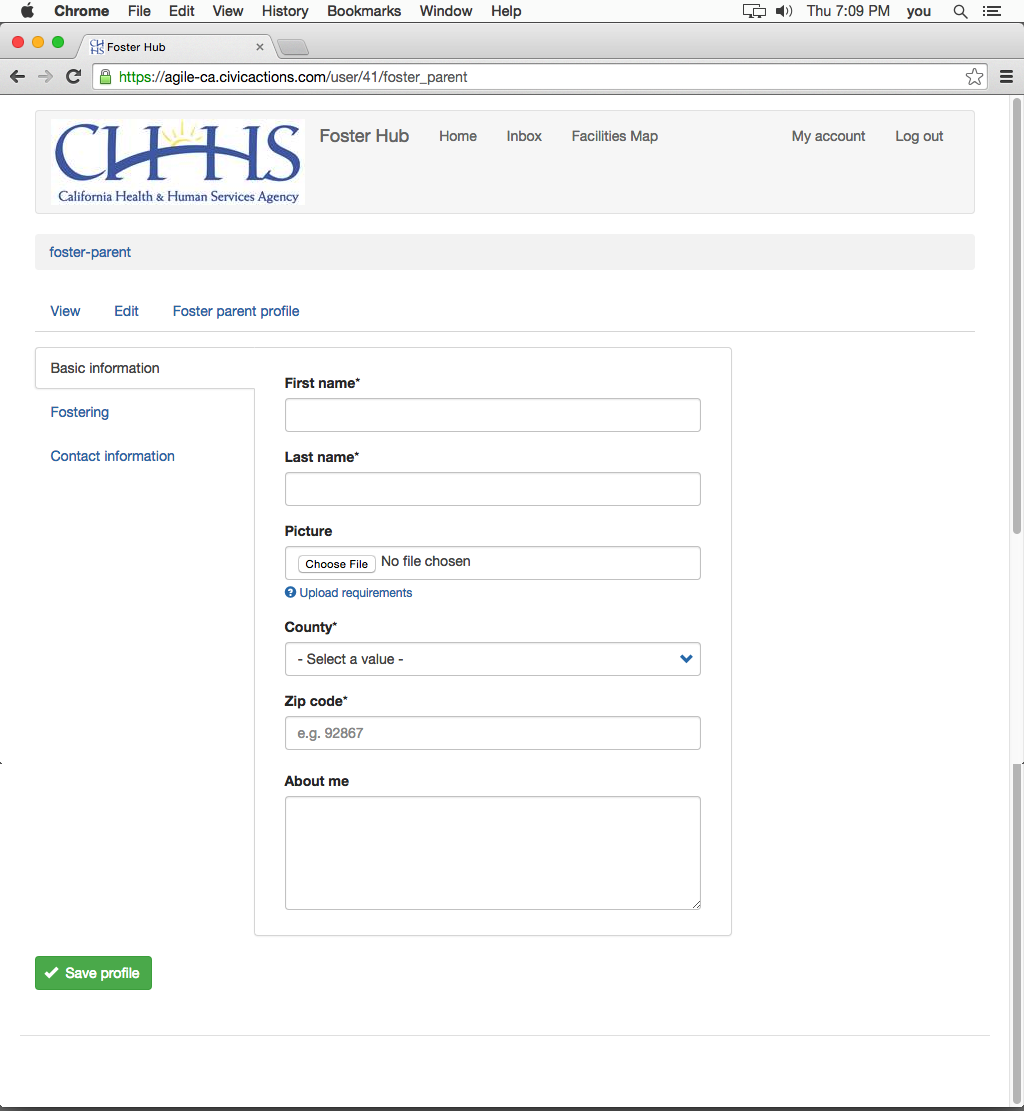 Chrome File Edit View History Bookmarks Window Help Thu 7:09 PM you
CHHS Foster Hub ×
https://agile-ca.civicactions.com/user/41/foster_parent
CHHS
California Health & Human Services Agency
Foster Hub Home Inbox Facilities Map My account Log out
foster-parent
View Edit Foster parent profile
Basic information
Fostering
Contact information
First name*
Last name*
Picture
Choose File No file chosen
? Upload requirements
County*
- Select a value -
Zip code*
e.g. 92867
About me
Save profile